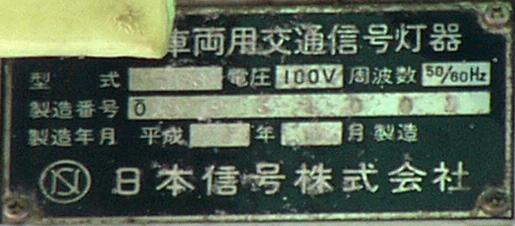 車両用交通信号灯器
型式 電圧 100V 周波数 50/60Hz
製造番号 0
製造年月 平成 年 月 製造
日本信号株式会社